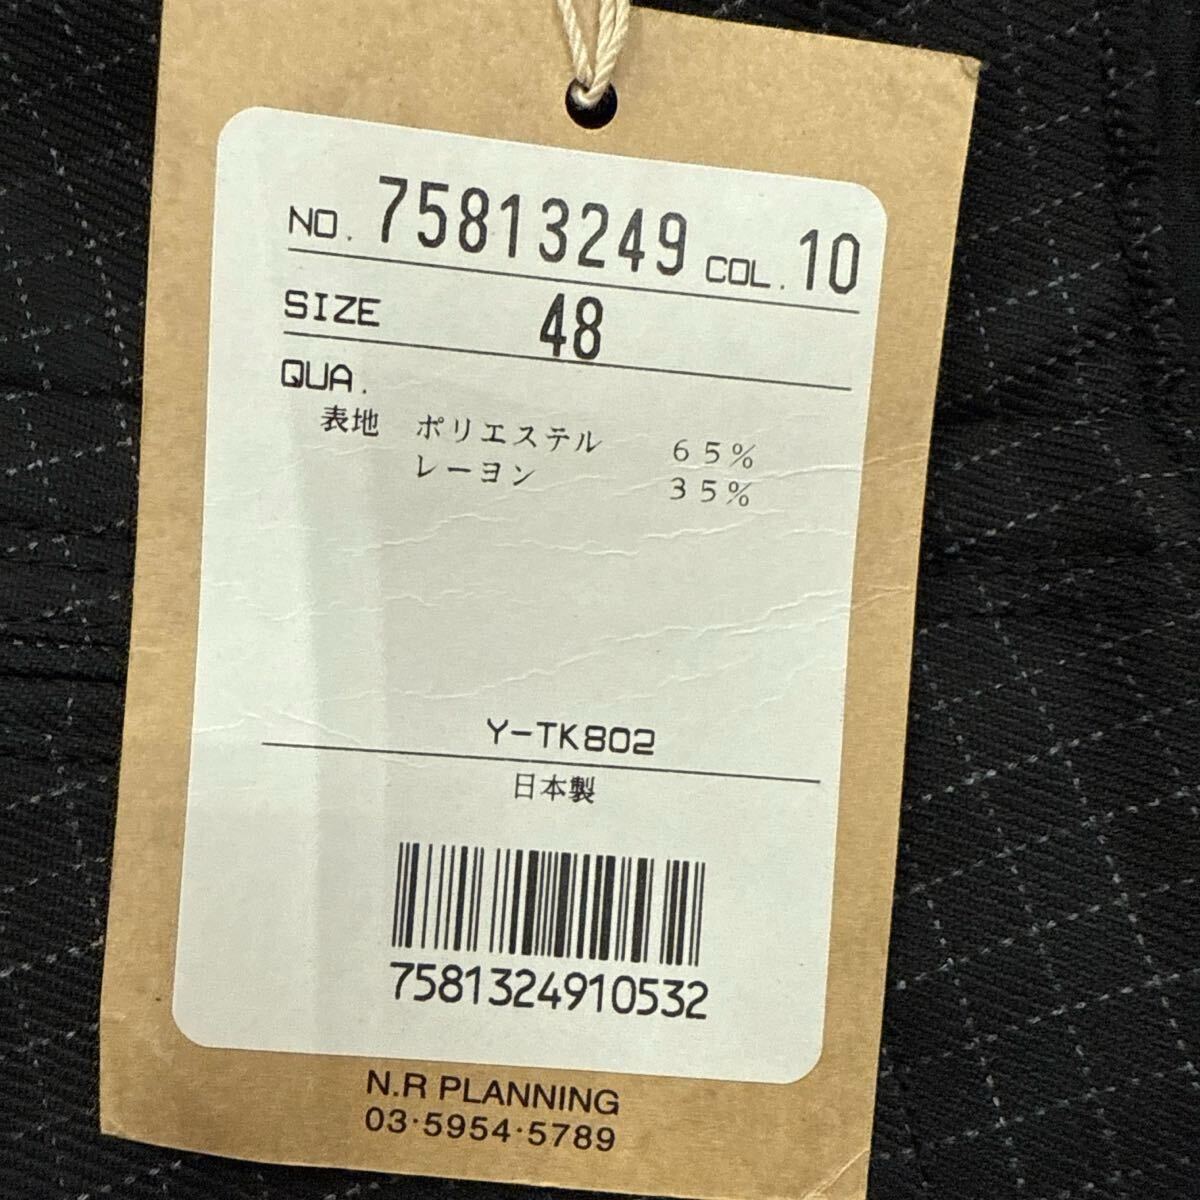 NO. 75813249 COL. 10
SIZE 48
QUA.
表地 ポリエステル 65%
レーヨン 35%
Y-TK802
日本製
7581324910532
N.R PLANNING
03·5954·5789